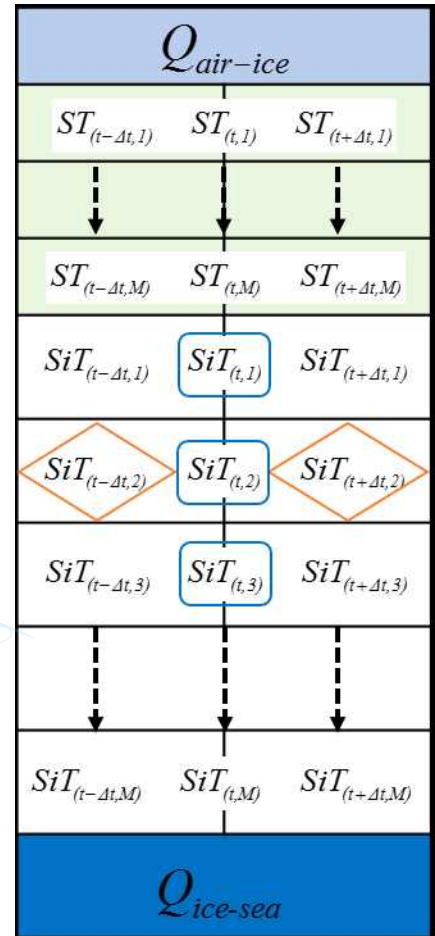 Q air-ice
ST(t-Δt,1) ST(t,1) ST(t+Δt,1)
ST(t-Δt,M) ST(t,M) ST(t+Δt,M)
SiT(t-Δt,1) SiT(t,1) SiT(t+Δt,1)
SiT(t-Δt,2) SiT(t,2) SiT(t+Δt,2)
SiT(t-Δt,3) SiT(t,3) SiT(t+Δt,3)
SiT(t-Δt,M) SiT(t,M) SiT(t+Δt,M)
Q ice-sea